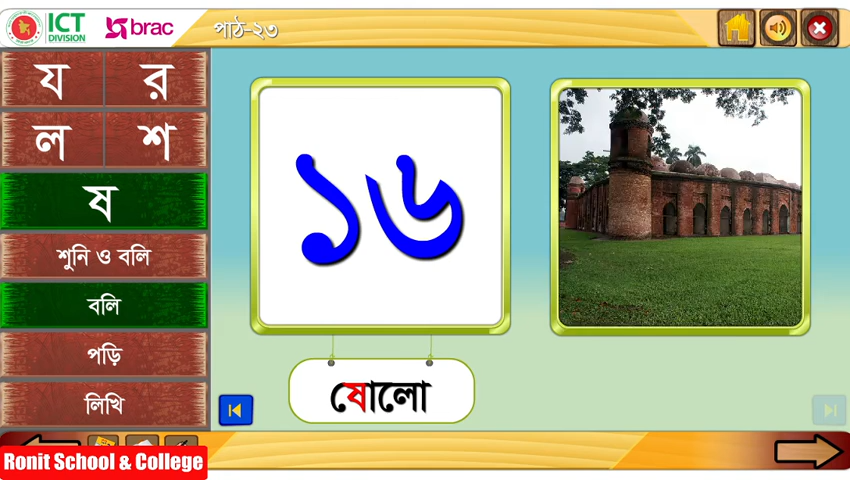 ICT
DIVISION
brac
পাঠ-২৩
য র
ল শ
ষ
শুনি ও বলি
বলি
পড়ি
লিখি
১৬
ষোলো
Ronit School & College